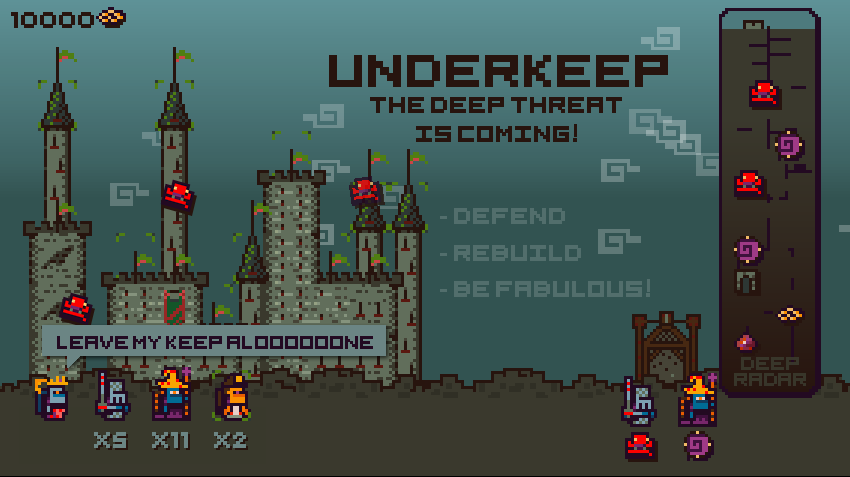 10000
UNDERKEEP
THE DEEP THREAT
IS COMING!
- DEFEND
- REBUILD
- BE FABULOUS!
LEAVE MY KEEP ALOOOOOONE
X5
X11
X2
DEEP
RADAR